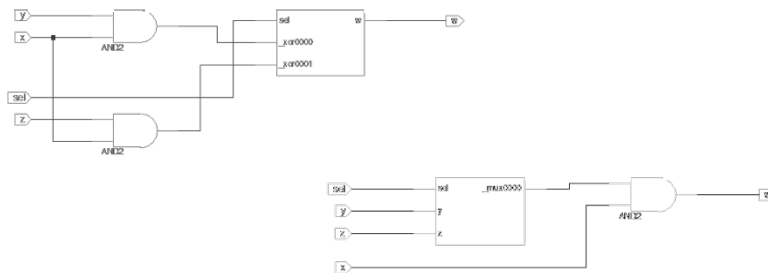 y
sel
w
w
x
AND2
_xor0000
_xor0001
sel
z
AND2
sel
sel
_mux0000
y
y
z
AND2
x